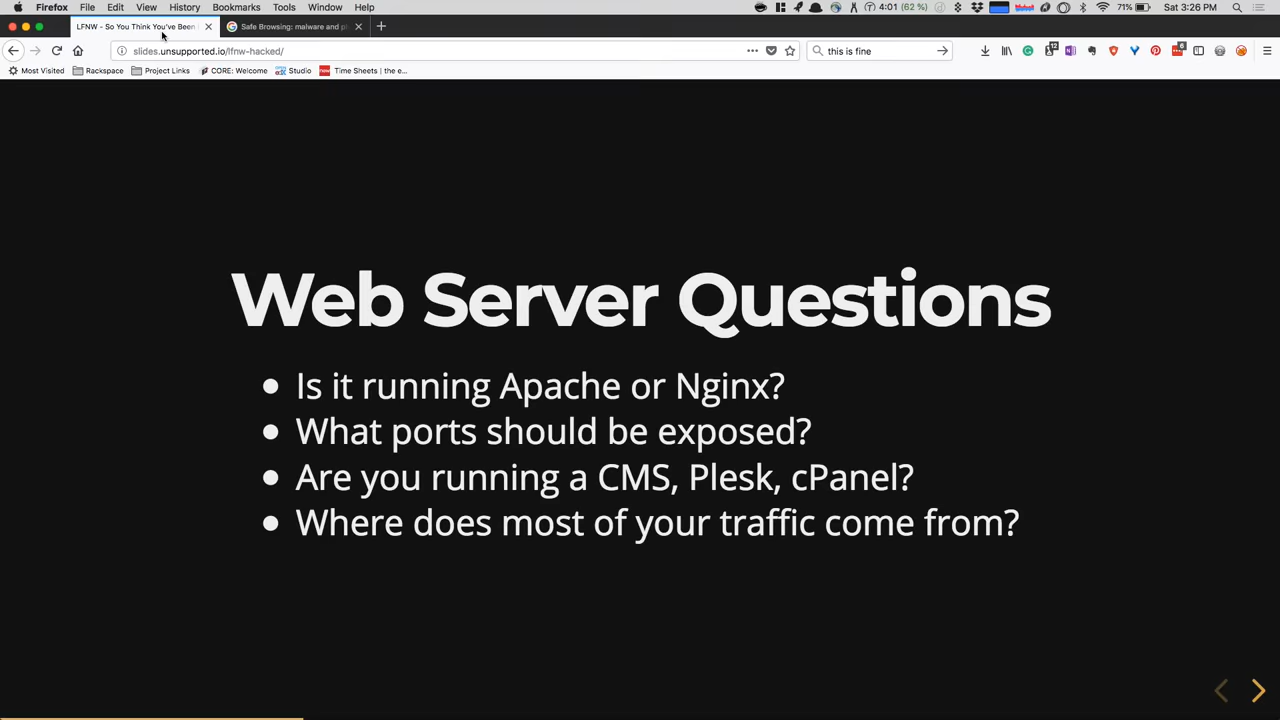 Firefox File Edit View History Bookmarks Tools Window Help 4:01 (62 %) 71% Sat 3:26 PM
LFNW - So You Think You've Been Safe Browsing: malware and ph
slides.unsupported.io/lfnw-hacked/ this is fine 12 6
Most Visited Rackspace Project Links CORE: Welcome Studio Time Sheets | the e...
Web Server Questions
Is it running Apache or Nginx?
What ports should be exposed?
Are you running a CMS, Plesk, cPanel?
Where does most of your traffic come from?